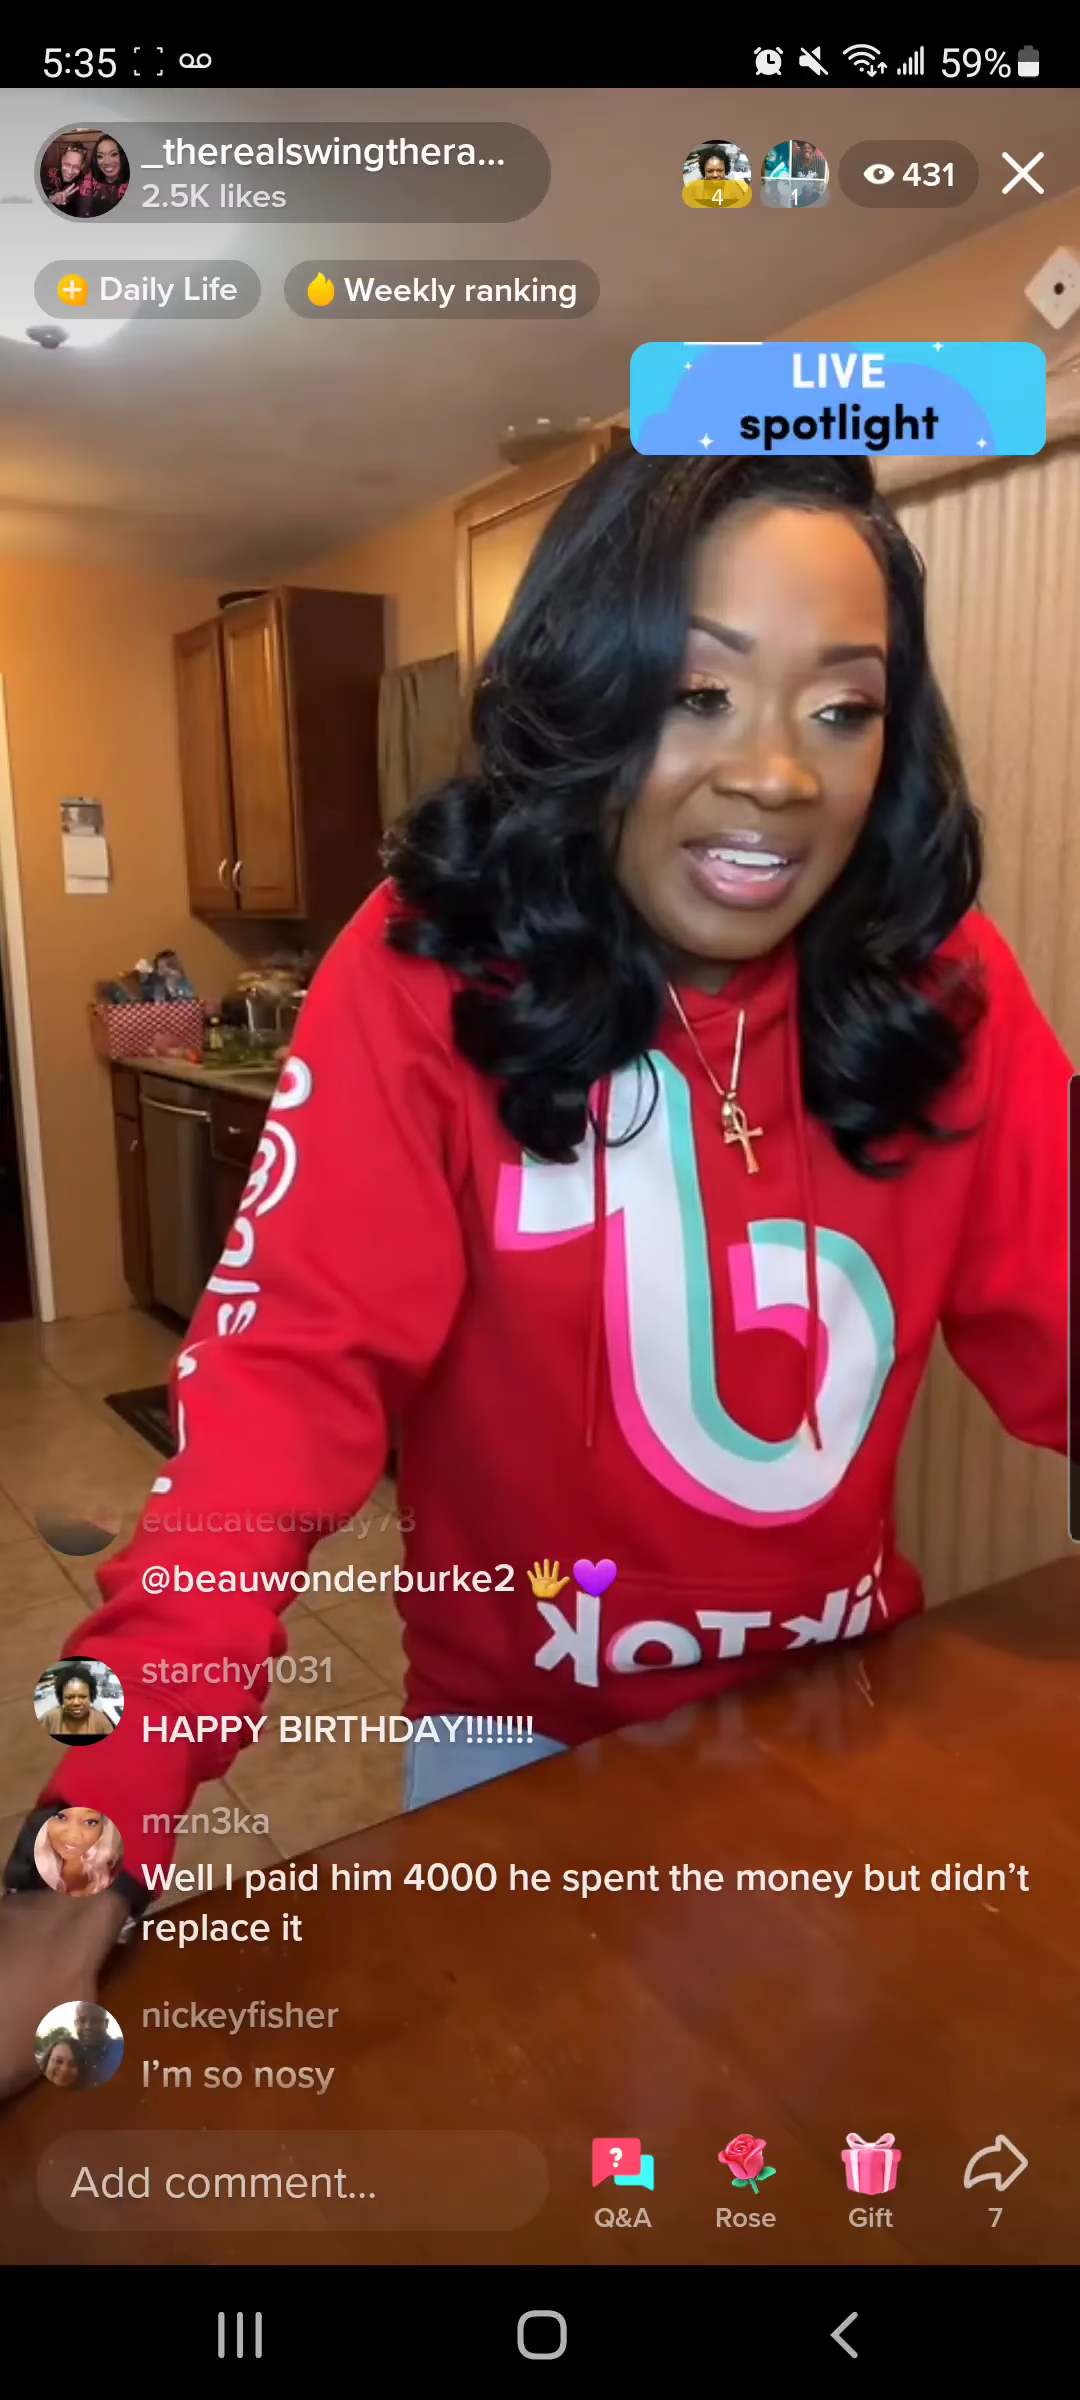 5:35
59%
_therealswingthera...
2.5K likes
4
1
431
Daily Life
Weekly ranking
LIVE
spotlight
educatedshay78
@beauwonderburke2 🖐💜
TikTok
starchy1031
HAPPY BIRTHDAY!!!!!!!
mzn3ka
Well I paid him 4000 he spent the money but didn’t
replace it
nickeyfisher
I’m so nosy
Add comment...
?
Q&A
Rose
Gift
7